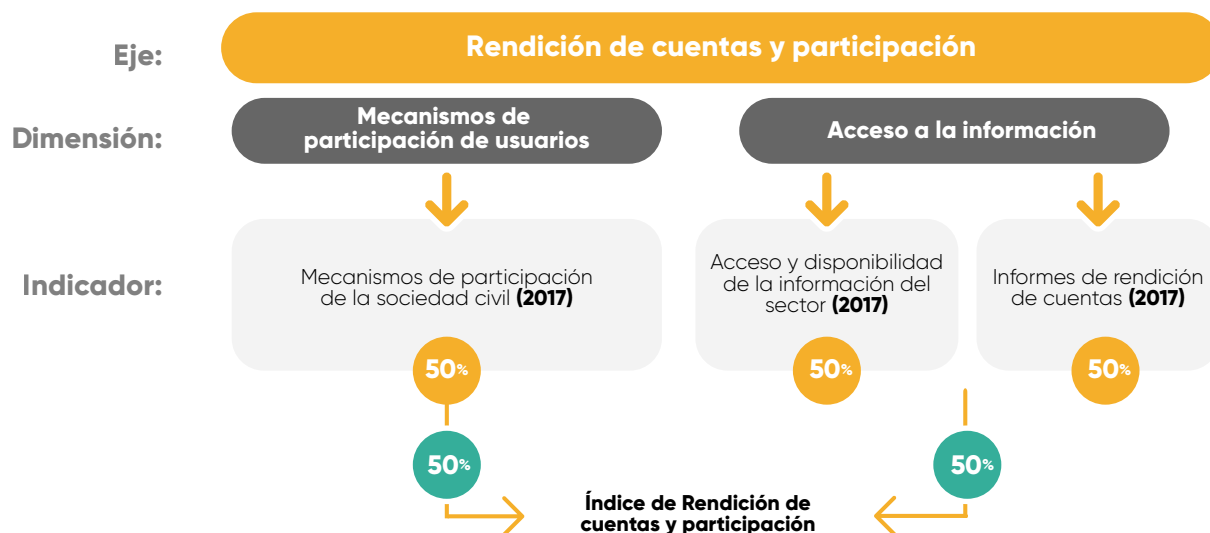 Eje:
Rendición de cuentas y participación
Dimensión:
Mecanismos de
participación de usuarios
Acceso a la información
Indicador:
Mecanismos de participación
de la sociedad civil (2017)
Acceso y disponibilidad
de la información del
sector (2017)
Informes de rendición
de cuentas (2017)
50%
50%
50%
50%
50%
Índice de Rendición de
cuentas y participación